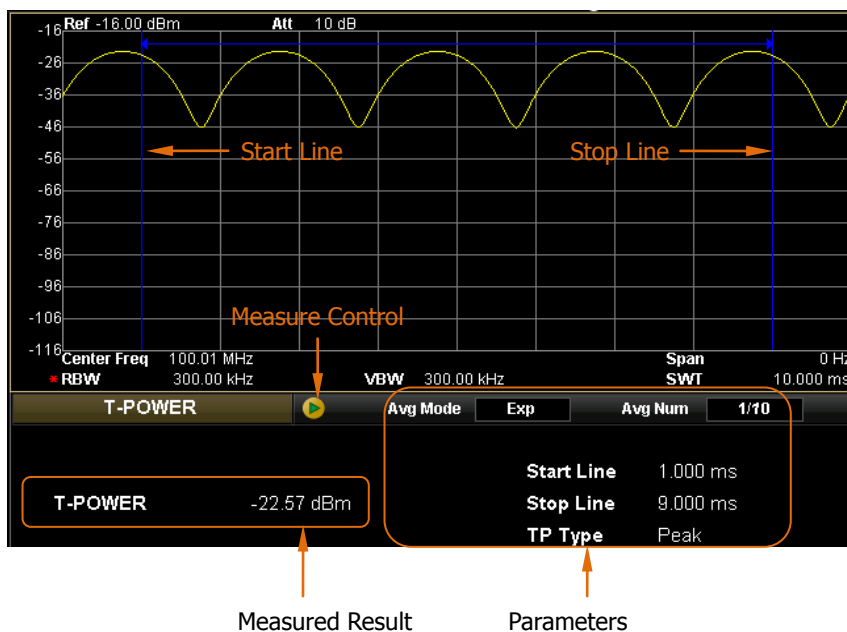 Ref -16.00 dBm Att 10 dB
-16
-26
-36
-46
-56
-66
-76
-86
-96
-106
-116
Start Line
Stop Line
Measure Control
Center Freq 100.01 MHz Span 0 Hz
* RBW 300.00 kHz VBW 300.00 kHz SWT 10.000 ms
T-POWER Avg Mode Exp Avg Num 1/10
Start Line 1.000 ms
T-POWER -22.57 dBm Stop Line 9.000 ms
TP Type Peak
Measured Result Parameters